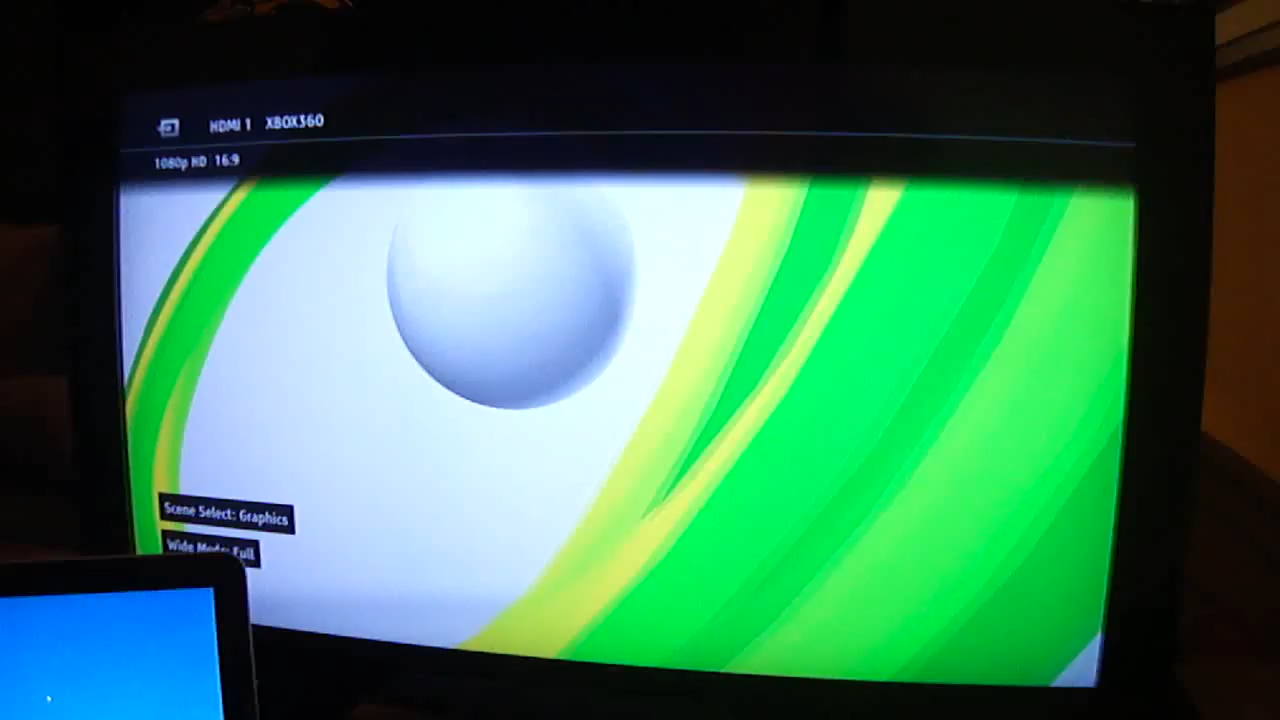 HDMI 1 XBOX360
1080p HD 16:9
Scene Select: Graphics
Wide Mode: Full